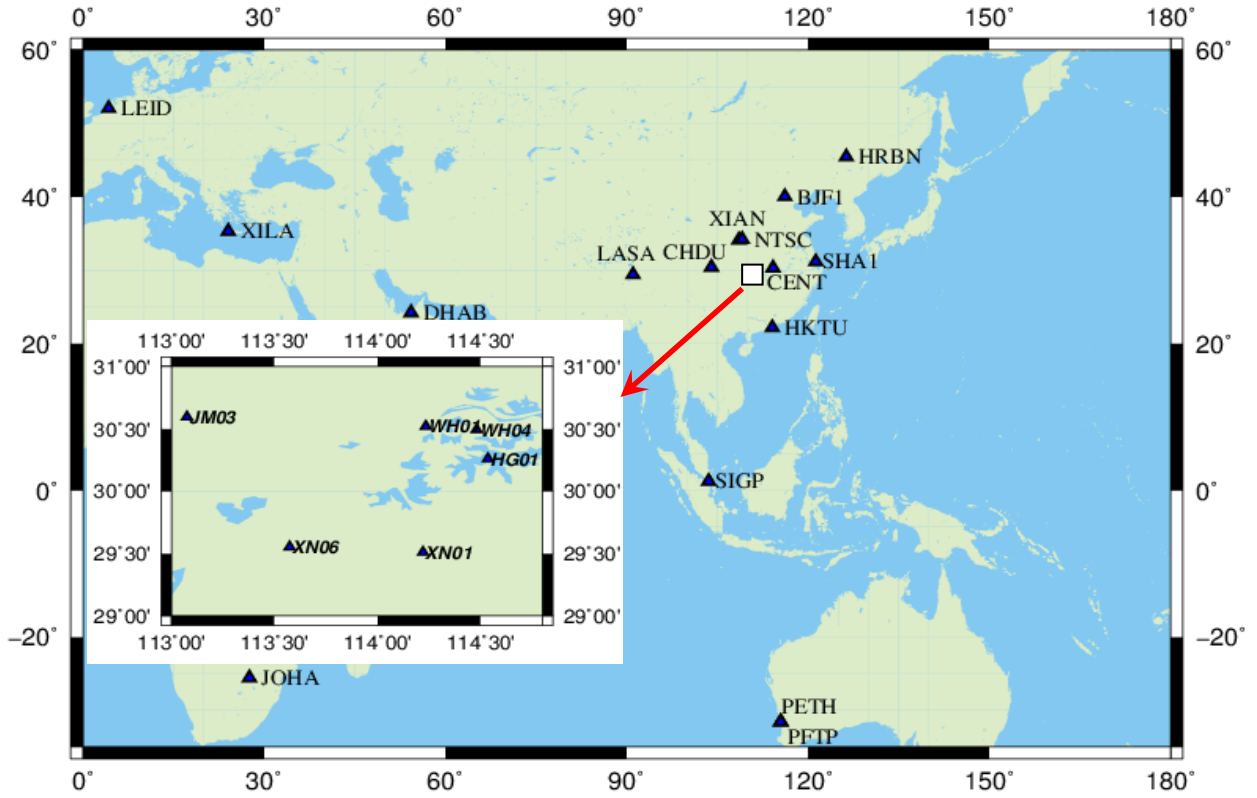 0° 30° 60° 90° 120° 150° 180°
60° 60°
LEID
HRBN
40° BJF1 40°
XIAN
XILA NTSC
LASA CHDU SHA1
CENT
DHAB
HKTU
20° 20°
113°00' 113°30' 114°00' 114°30'
31°00' 31°00'
JM03
30°30' WH01 WH04 30°30'
HG01
30°00' 30°00'
XN06 XN01
29°30' 29°30'
29°00' 29°00'
113°00' 113°30' 114°00' 114°30'
SIGP
0° 0°
−20° −20°
JOHA
PETH
PFTP
0° 30° 60° 90° 120° 150° 180°